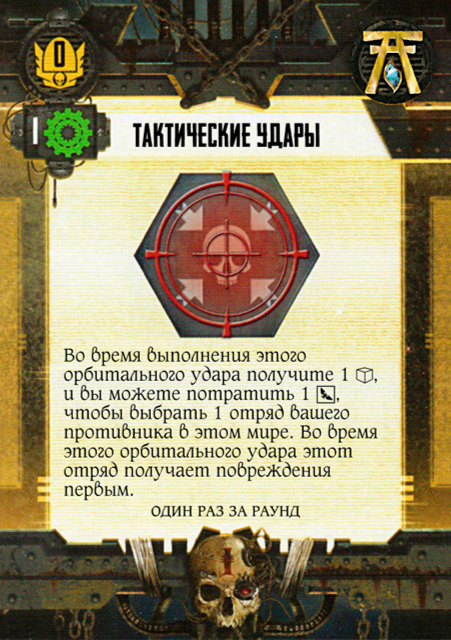 0
I
ТАКТИЧЕСКИЕ УДАРЫ
Во время выполнения этого
орбитального удара получите 1 ,
и вы можете потратить 1 ,
чтобы выбрать 1 отряд вашего
противника в этом мире. Во время
этого орбитального удара этот
отряд получает повреждения
первым.
ОДИН РАЗ ЗА РАУНД
I